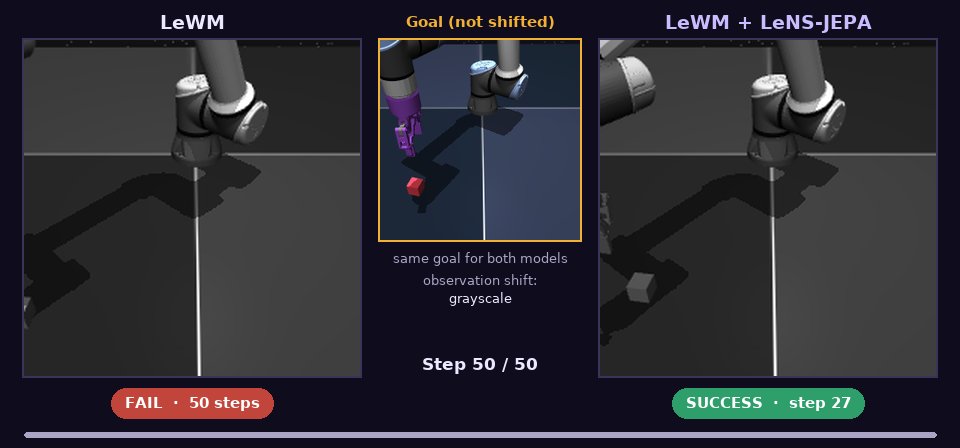 LeWM
Goal (not shifted)
LeWM + LeNS-JEPA
same goal for both models
observation shift:
grayscale
Step 50 / 50
FAIL · 50 steps
SUCCESS · step 27